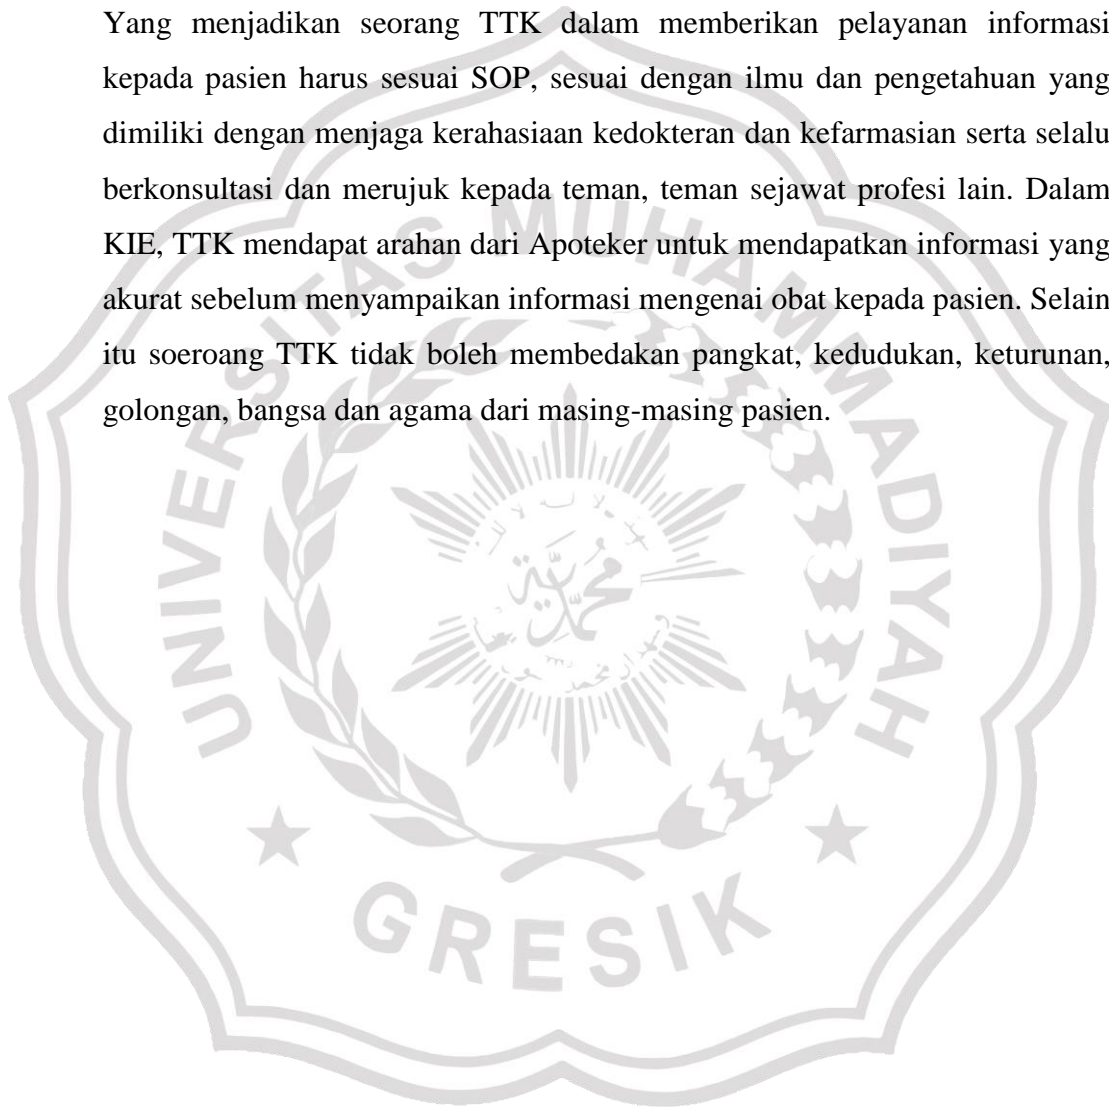 Yang menjadikan seorang TTK dalam memberikan pelayanan informasi
kepada pasien harus sesuai SOP, sesuai dengan ilmu dan pengetahuan yang
dimiliki dengan menjaga kerahasiaan kedokteran dan kefarmasian serta selalu
berkonsultasi dan merujuk kepada teman, teman sejawat profesi lain. Dalam
KIE, TTK mendapat arahan dari Apoteker untuk mendapatkan informasi yang
akurat sebelum menyampaikan informasi mengenai obat kepada pasien. Selain
itu soeroang TTK tidak boleh membedakan pangkat, kedudukan, keturunan,
golongan, bangsa dan agama dari masing-masing pasien.
UNIVERSITAS MUHAMMADIYAH
GRESIK